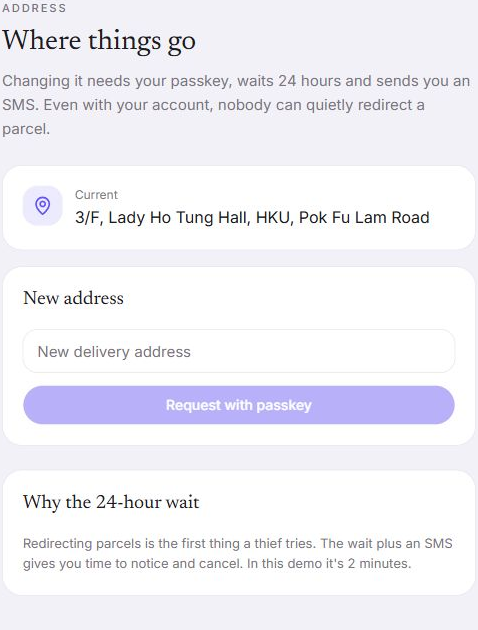 ADDRESS
Where things go
Changing it needs your passkey, waits 24 hours and sends you an
SMS. Even with your account, nobody can quietly redirect a
parcel.
Current
3/F, Lady Ho Tung Hall, HKU, Pok Fu Lam Road
New address
New delivery address
Request with passkey
Why the 24-hour wait
Redirecting parcels is the first thing a thief tries. The wait plus an SMS
gives you time to notice and cancel. In this demo it's 2 minutes.